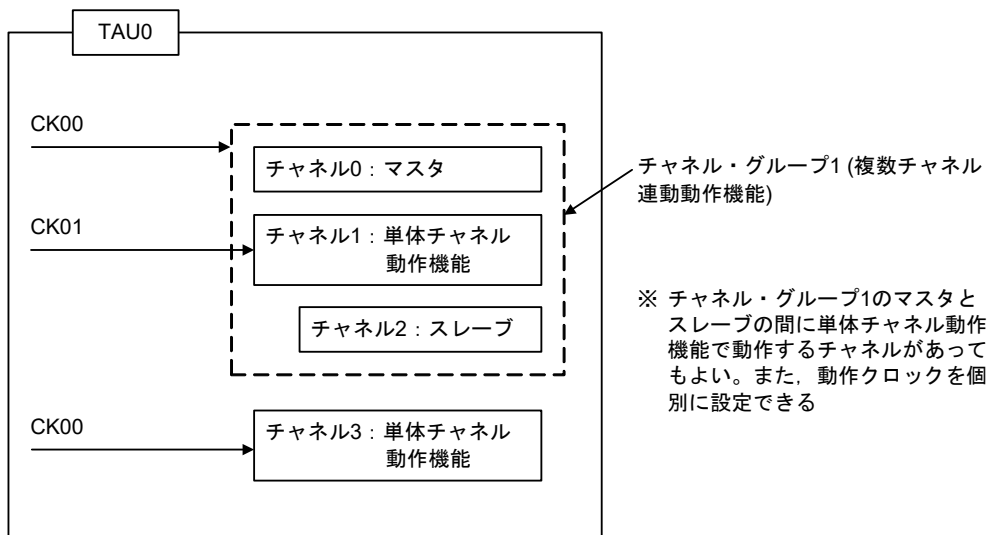 TAU0
CK00
チャネル0：マスタ
チャネル・グループ1 (複数チャネル
連動動作機能)
CK01
チャネル1：単体チャネル
動作機能
チャネル2：スレーブ
※ チャネル・グループ1のマスタと
スレーブの間に単体チャネル動作
機能で動作するチャネルがあって
もよい。また，動作クロックを個
別に設定できる
CK00
チャネル3：単体チャネル
動作機能